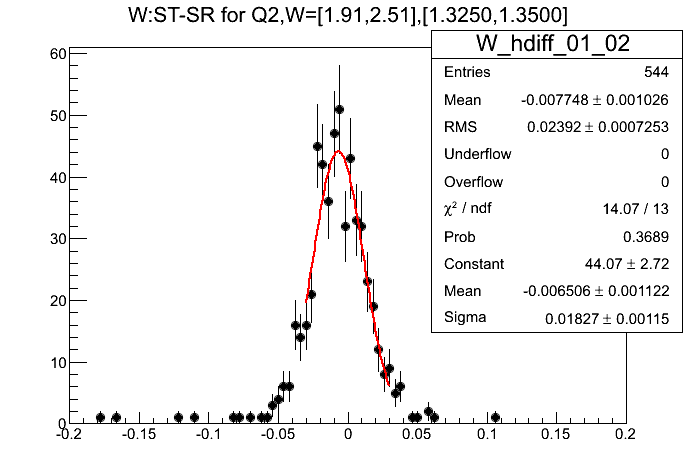 W:ST-SR for Q2,W=[1.91,2.51],[1.3250,1.3500]
W_hdiff_01_02
Entries 544
Mean -0.007748 ± 0.001026
RMS 0.02392 ± 0.0007253
Underflow 0
Overflow 0
χ² / ndf 14.07 / 13
Prob 0.3689
Constant 44.07 ± 2.72
Mean -0.006506 ± 0.001122
Sigma 0.01827 ± 0.00115
60
50
40
30
20
10
0
-0.2 -0.15 -0.1 -0.05 0 0.05 0.1 0.15 0.2